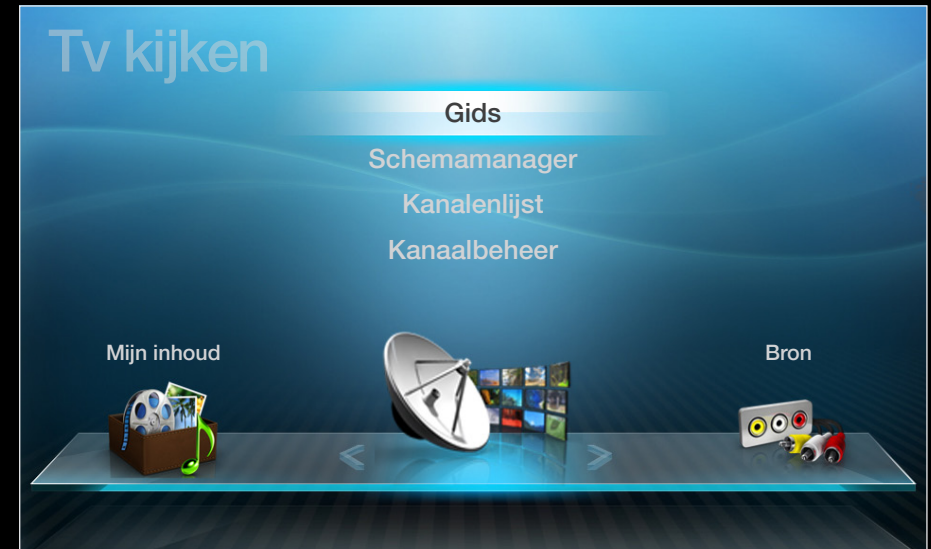 Tv kijken
Gids
Schemamanager
Kanalenlijst
Kanaalbeheer
Mijn inhoud
Bron